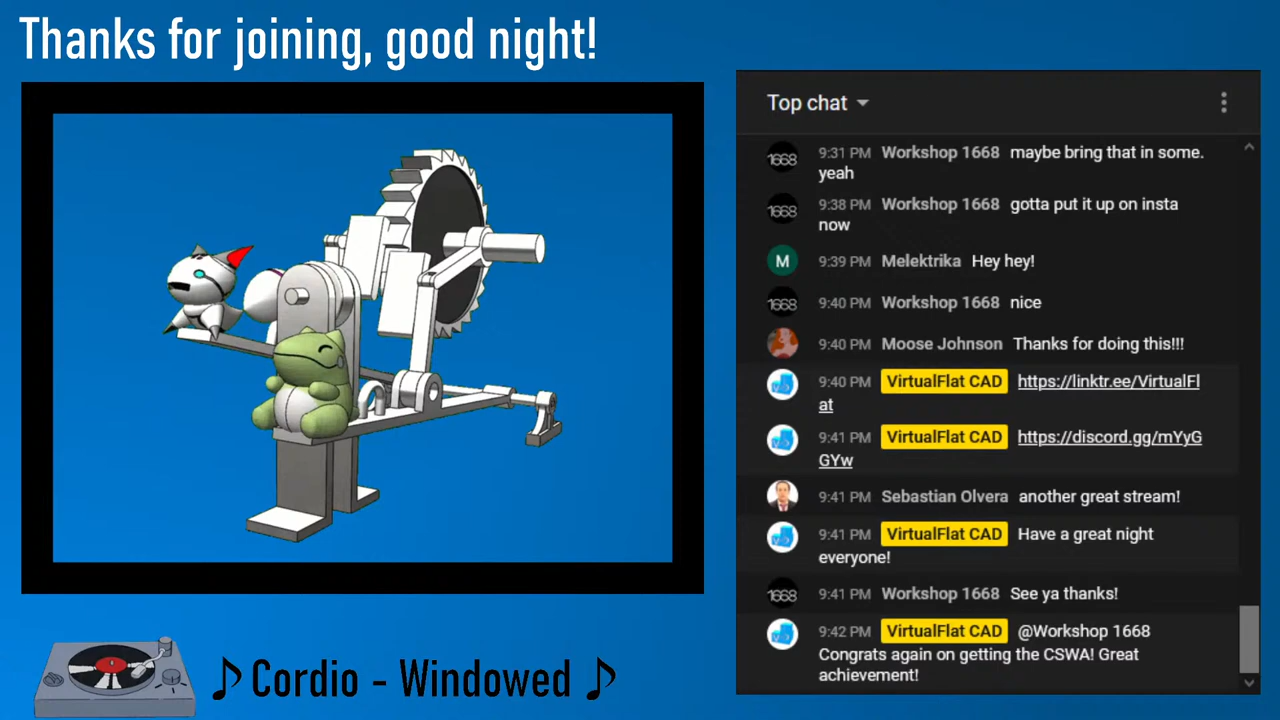 Thanks for joining, good night!
Top chat
1668 9:31 PM Workshop 1668 maybe bring that in some.
yeah
1668 9:38 PM Workshop 1668 gotta put it up on insta
now
M 9:39 PM Melektrika Hey hey!
1668 9:40 PM Workshop 1668 nice
9:40 PM Moose Johnson Thanks for doing this!!!
9:40 PM VirtualFlat CAD https://linktr.ee/VirtualFl
at
9:41 PM VirtualFlat CAD https://discord.gg/mYyG
GYw
9:41 PM Sebastian Olvera another great stream!
9:41 PM VirtualFlat CAD Have a great night
everyone!
1668 9:41 PM Workshop 1668 See ya thanks!
9:42 PM VirtualFlat CAD @Workshop 1668
Congrats again on getting the CSWA! Great
achievement!
♪ Cordio - Windowed ♪